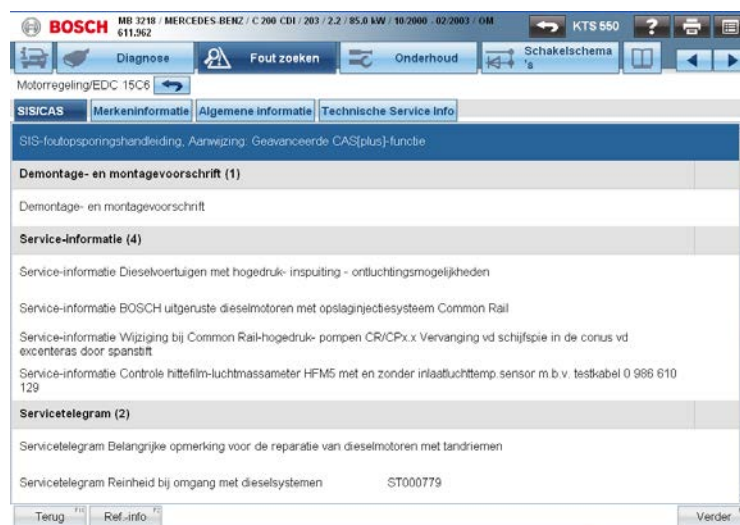 BOSCH
MB 3218 / MERCEDES-BENZ / C 200 CDI / 203 / 2.2 / 85.0 kW / 10/2000 - 02/2003 / OM
611.962
KTS 550
?
Diagnose
Fout zoeken
Onderhoud
Schakelschema
's
Motorregeling/EDC 15C6
SIS/CAS
Merkeninformatie
Algemene informatie
Technische Service Info
SIS-foutopsporingshandleiding, Aanwijzing: Geavanceerde CAS[plus]-functie
Demontage- en montagevoorschrift (1)
Demontage- en montagevoorschrift
Service-informatie (4)
Service-informatie Dieselvoertuigen met hogedruk- inspuiting - ontluchtingsmogelijkheden
Service-informatie BOSCH uitgeruste dieselmotoren met opslaginjectiesysteem Common Rail
Service-informatie Wijziging bij Common Rail-hogedruk- pompen CR/CPx.x Vervanging vd schijfspie in de conus vd
excenteras door spanstift
Service-informatie Controle hittefilm-luchtmassameter HFM5 met en zonder inlaatluchttemp.sensor m.b.v. testkabel 0 986 610
129
Servicetelegram (2)
Servicetelegram Belangrijke opmerking voor de reparatie van dieselmotoren met tandriemen
Servicetelegram Reinheid bij omgang met dieselsystemen ST000779
Terug
Ref.-info
Verder